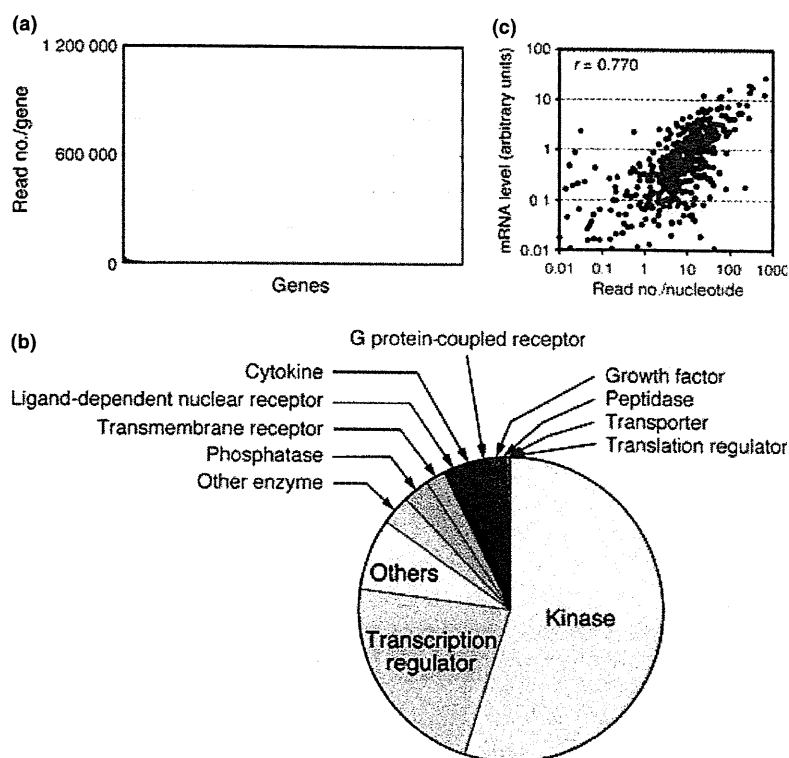 (a)
1 200 000
600 000
0
Read no./gene
Genes
(c)
r = 0.770
100
10
1
0.1
0.01
mRNA level (arbitrary units)
0.01 0.1 1 10 100 1000
Read no./nucleotide
(b)
G protein-coupled receptor
Cytokine
Ligand-dependent nuclear receptor
Transmembrane receptor
Phosphatase
Other enzyme
Growth factor
Peptidase
Transporter
Translation regulator
Others
Kinase
Transcription
regulator